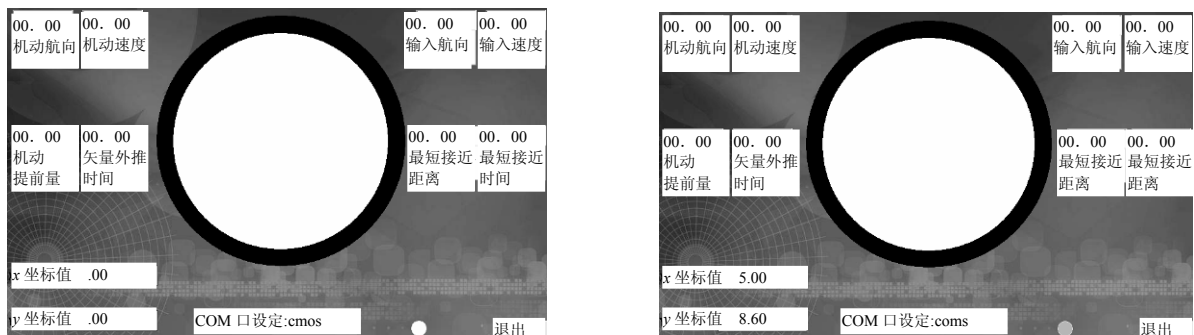 00. 00 00. 00
机动航向 机动速度
00. 00 00. 00
输入航向 输入速度
00. 00 00. 00
机动 矢量外推
提前量 时间
00. 00 00. 00
最短接近 最短接近
距离 时间
x 坐标值 .00
y 坐标值 .00
COM 口设定:cmos
退出
00. 00 00. 00
机动航向 机动速度
00. 00 00. 00
输入航向 输入速度
00. 00 00. 00
机动 矢量外推
提前量 时间
00. 00 00. 00
最短接近 最短接近
距离 距离
x 坐标值 5.00
y 坐标值 8.60
COM 口设定:coms
退出